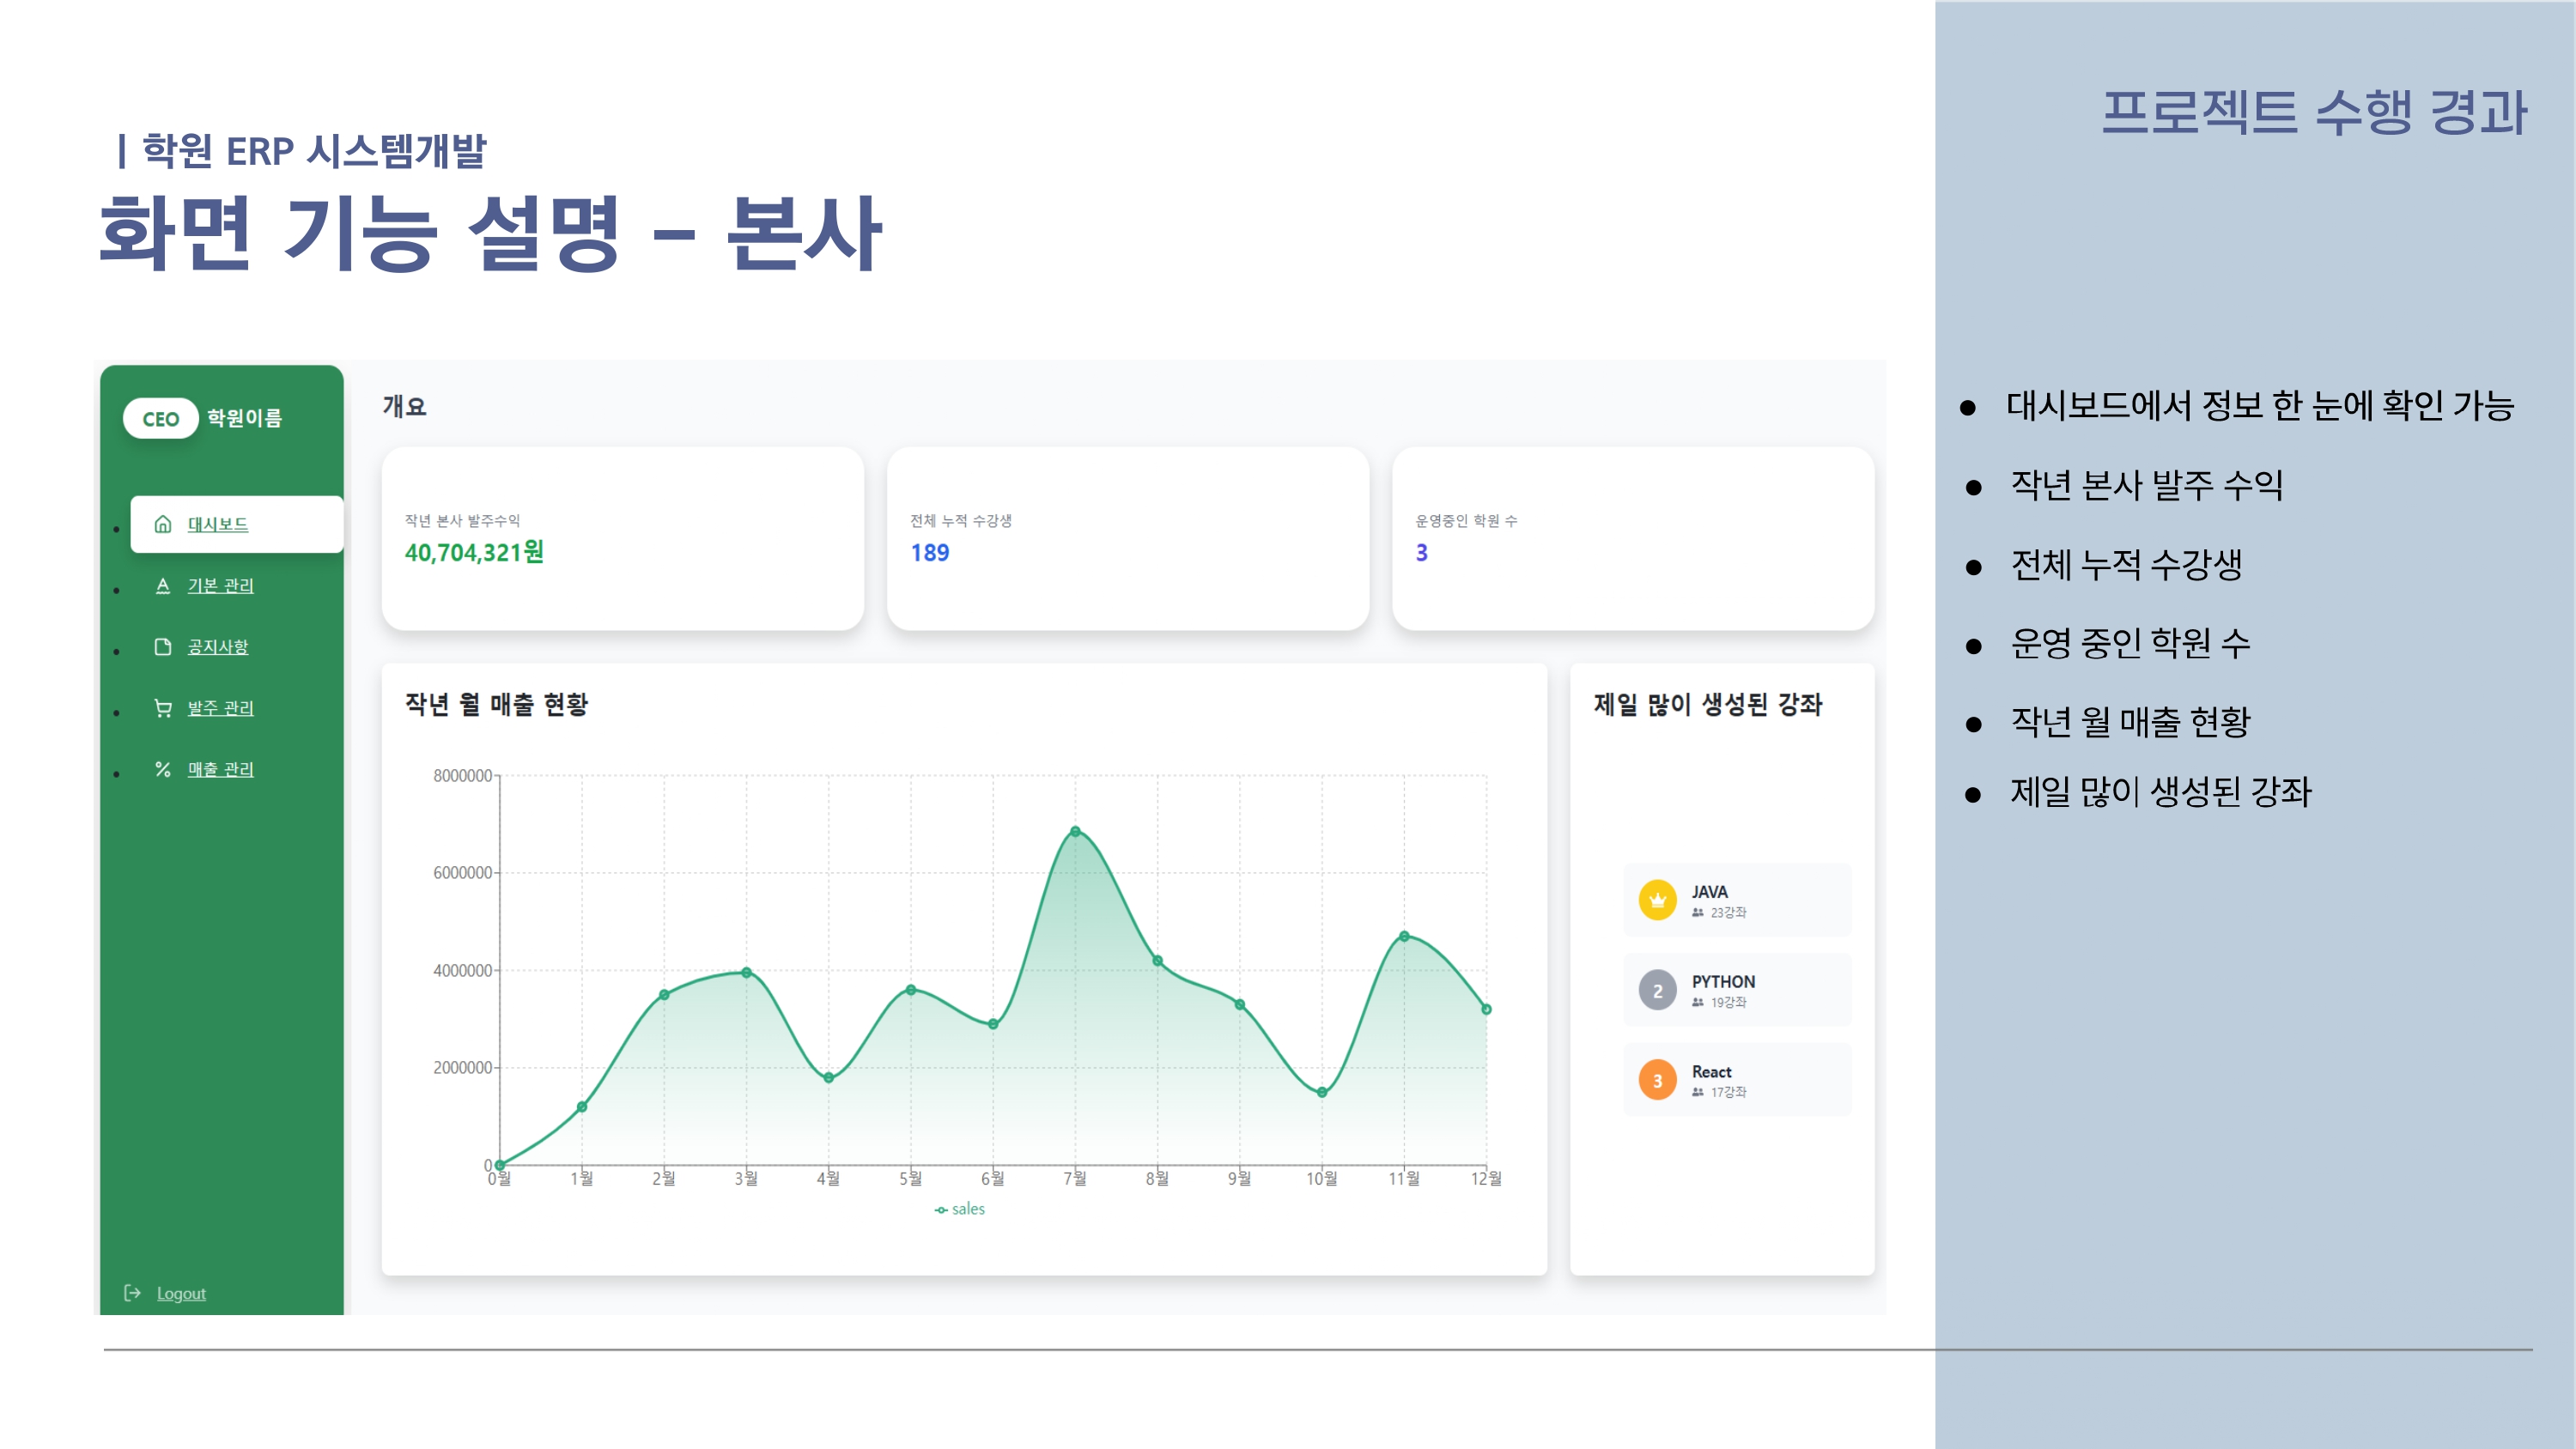 | 학원 ERP 시스템개발
화면 기능 설명 - 본사
프로젝트 수행 경과
CEO 학원이름
대시보드
기본 관리
공지사항
발주 관리
매출 관리
Logout
개요
작년 본사 발주수익
40,704,321원
전체 누적 수강생
189
운영중인 학원 수
3
작년 월 매출 현황
8000000
6000000
4000000
2000000
0
0월 1월 2월 3월 4월 5월 6월 7월 8월 9월 10월 11월 12월
sales
제일 많이 생성된 강좌
JAVA
23강좌
2 PYTHON
19강좌
3 React
17강좌
● 대시보드에서 정보 한 눈에 확인 가능
● 작년 본사 발주 수익
● 전체 누적 수강생
● 운영 중인 학원 수
● 작년 월 매출 현황
● 제일 많이 생성된 강좌